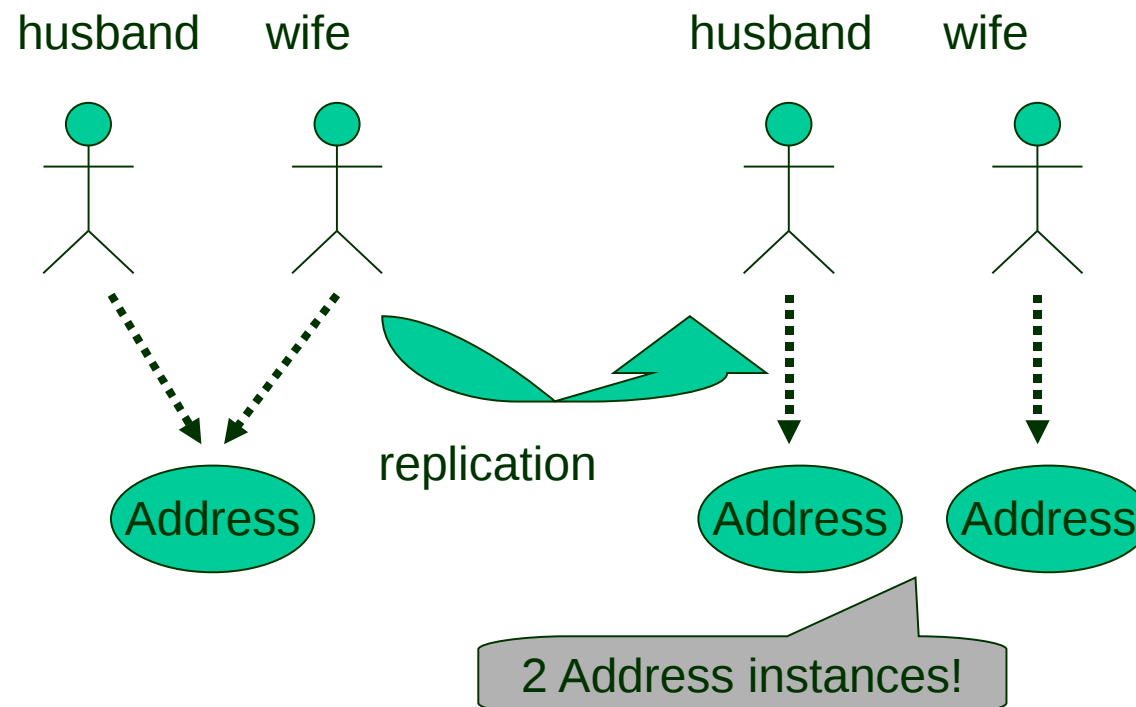 husband wife husband wife
replication
Address Address Address
2 Address instances!